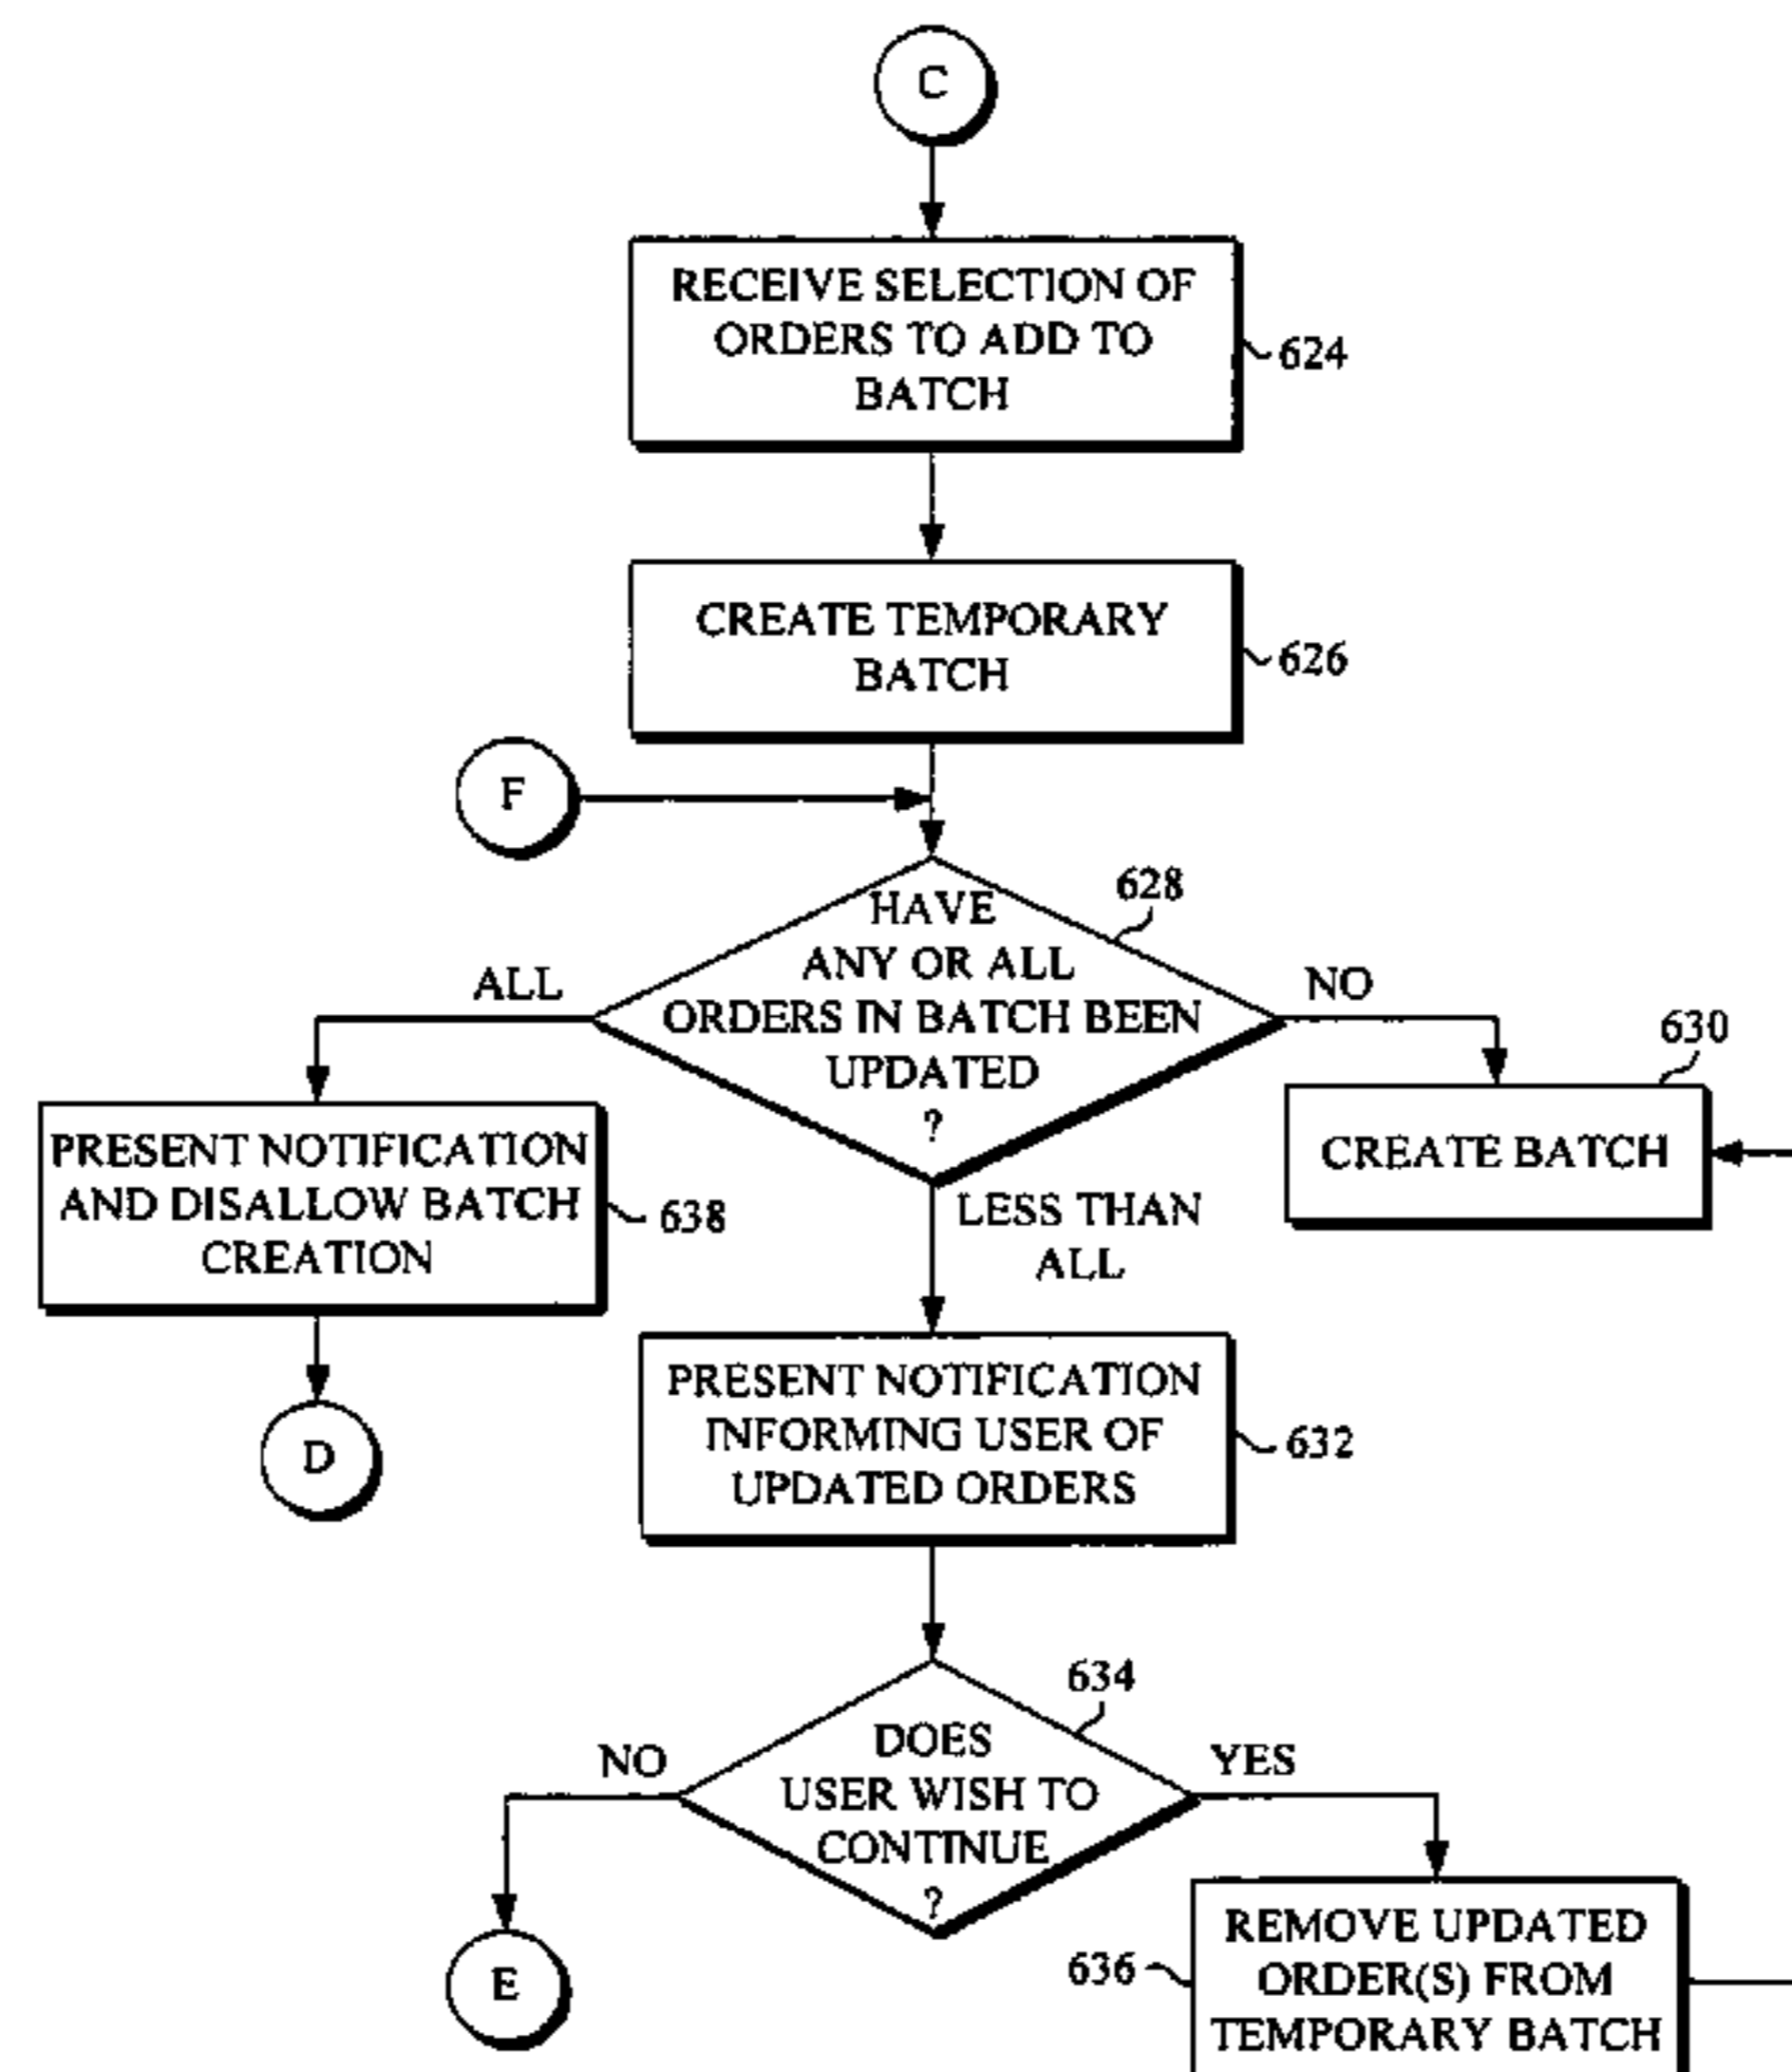 C
RECEIVE SELECTION OF
ORDERS TO ADD TO
BATCH
624
CREATE TEMPORARY
BATCH
626
F
628
HAVE
ANY OR ALL
ORDERS IN BATCH BEEN
UPDATED
?
ALL
NO
630
CREATE BATCH
PRESENT NOTIFICATION
AND DISALLOW BATCH
CREATION
638
LESS THAN
ALL
D
PRESENT NOTIFICATION
INFORMING USER OF
UPDATED ORDERS
632
634
DOES
USER WISH TO
CONTINUE
?
NO
YES
E
636
REMOVE UPDATED
ORDER(S) FROM
TEMPORARY BATCH